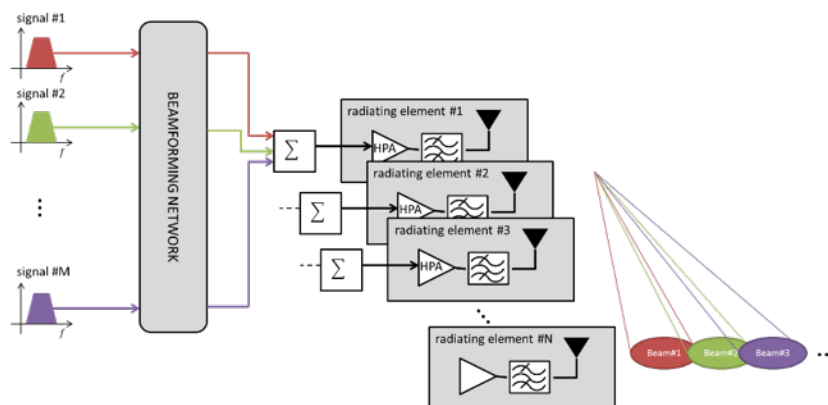 signal #1
f
signal #2
f
signal #M
f
BEAMFORMING NETWORK
Σ
Σ
Σ
radiating element #1
HPA
radiating element #2
HPA
radiating element #3
HPA
radiating element #N
Beam#1
Beam#2
Beam#3